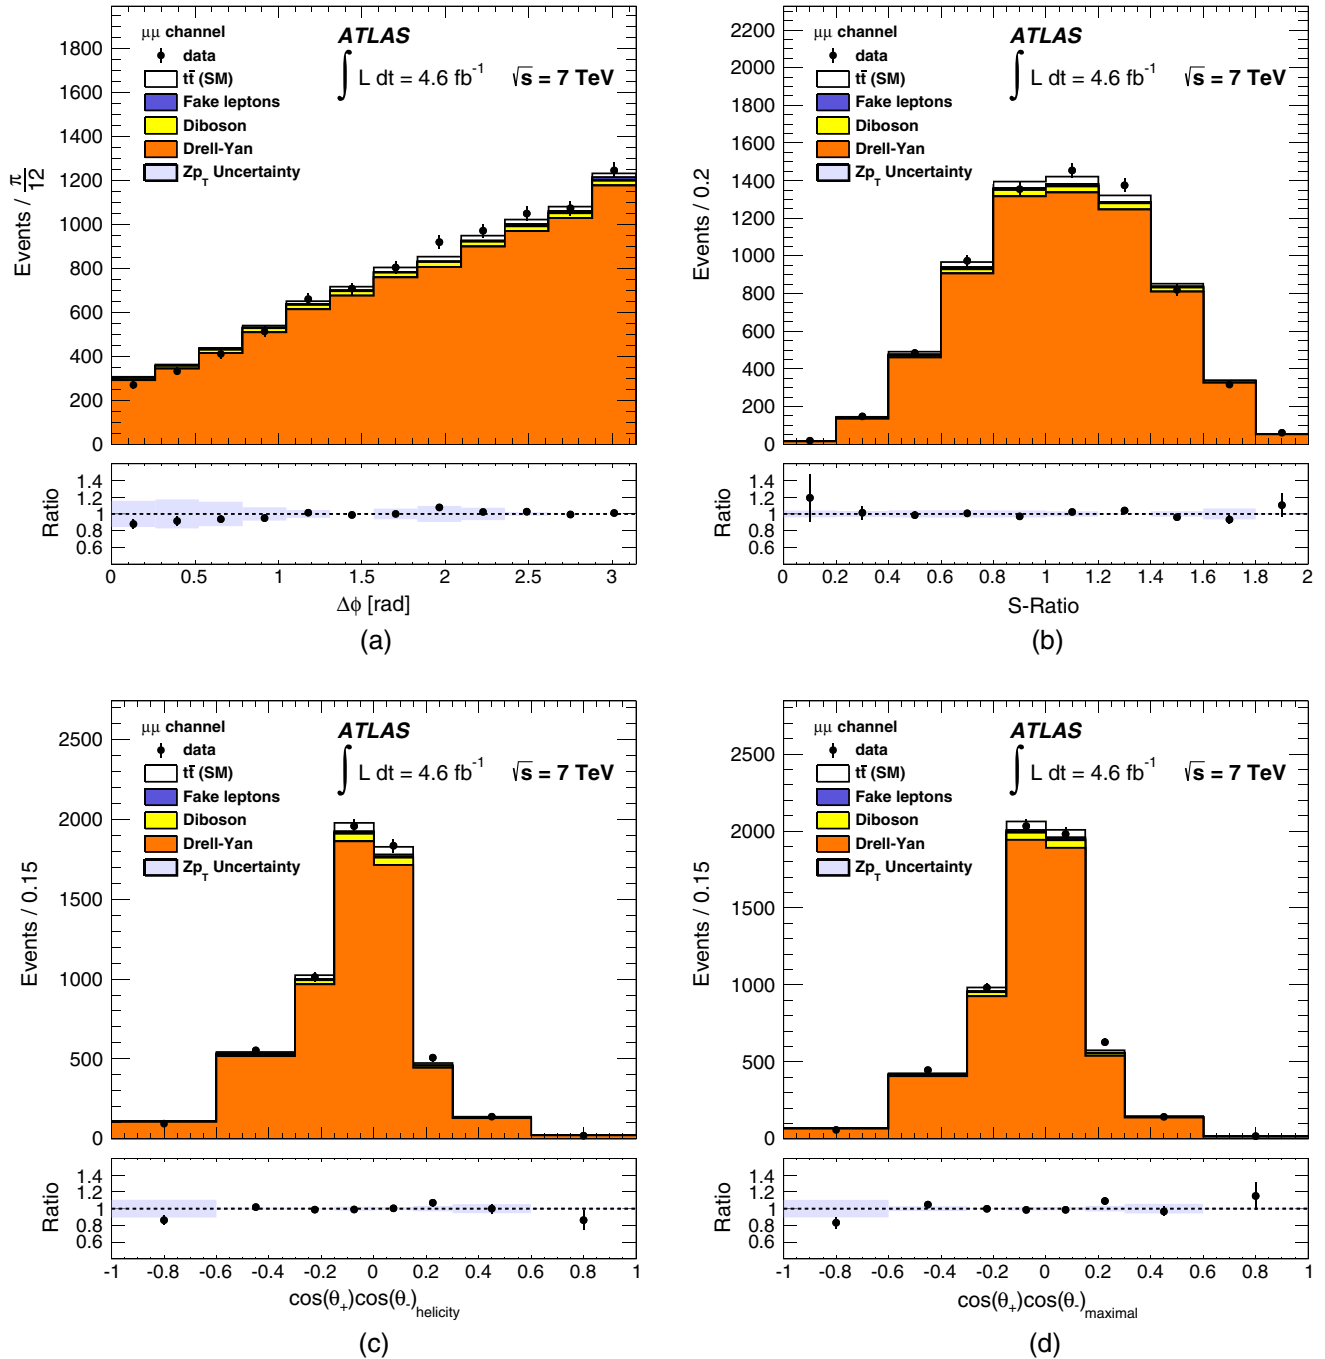 μμ channel
data
tt̄ (SM)
Fake leptons
Diboson
Drell-Yan
Zp_T Uncertainty
ATLAS
∫ L dt = 4.6 fb⁻¹ √s = 7 TeV
Events / π/12
1800
1600
1400
1200
1000
800
600
400
200
0
Ratio
1.4
1.2
1
0.8
0.6
0 0.5 1 1.5 2 2.5 3
Δϕ [rad]
(a)
μμ channel
data
tt̄ (SM)
Fake leptons
Diboson
Drell-Yan
Zp_T Uncertainty
ATLAS
∫ L dt = 4.6 fb⁻¹ √s = 7 TeV
Events / 0.2
2200
2000
1800
1600
1400
1200
1000
800
600
400
200
0
Ratio
1.4
1.2
1
0.8
0.6
0 0.2 0.4 0.6 0.8 1 1.2 1.4 1.6 1.8 2
S-Ratio
(b)
μμ channel
data
tt̄ (SM)
Fake leptons
Diboson
Drell-Yan
Zp_T Uncertainty
ATLAS
∫ L dt = 4.6 fb⁻¹ √s = 7 TeV
Events / 0.15
2500
2000
1500
1000
500
0
Ratio
1.4
1.2
1
0.8
0.6
-1 -0.8 -0.6 -0.4 -0.2 0 0.2 0.4 0.6 0.8 1
cos(θ₊)cos(θ₋)_helicity
(c)
μμ channel
data
tt̄ (SM)
Fake leptons
Diboson
Drell-Yan
Zp_T Uncertainty
ATLAS
∫ L dt = 4.6 fb⁻¹ √s = 7 TeV
Events / 0.15
2500
2000
1500
1000
500
0
Ratio
1.4
1.2
1
0.8
0.6
-1 -0.8 -0.6 -0.4 -0.2 0 0.2 0.4 0.6 0.8 1
cos(θ₊)cos(θ₋)_maximal
(d)